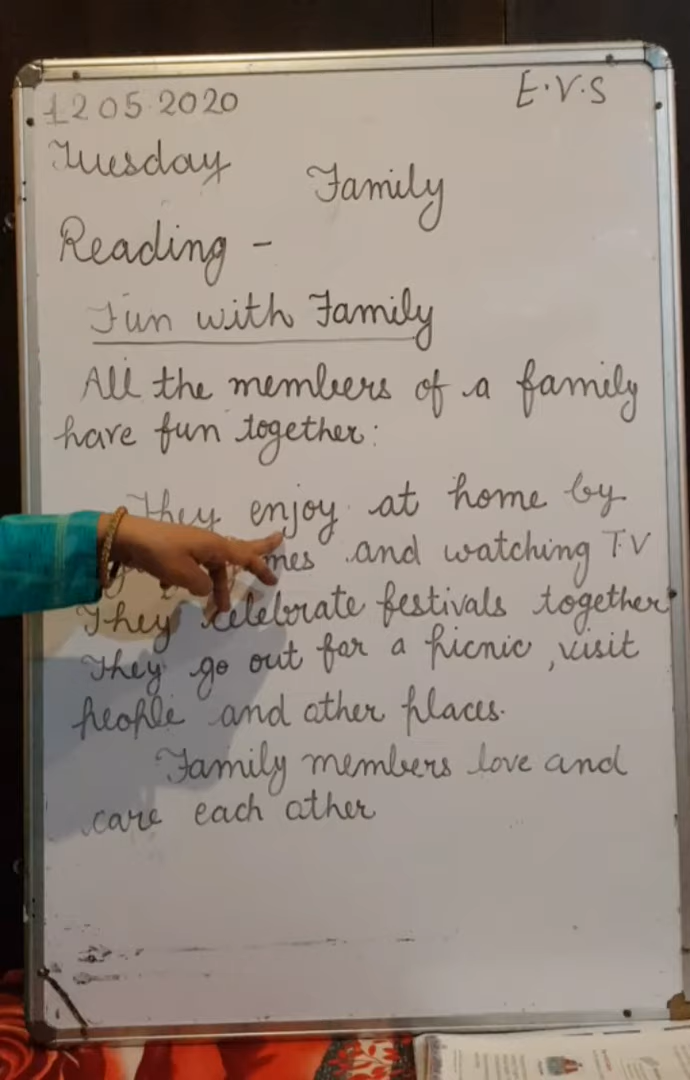 12 05 2020
E.V.S
Tuesday
Family
Reading -
Fun with Family
All the members of a family
have fun together:
They enjoy at home by
and watching T.V
They celebrate festivals together
They go out for a picnic, visit
people and other places.
Family members love and
care each other